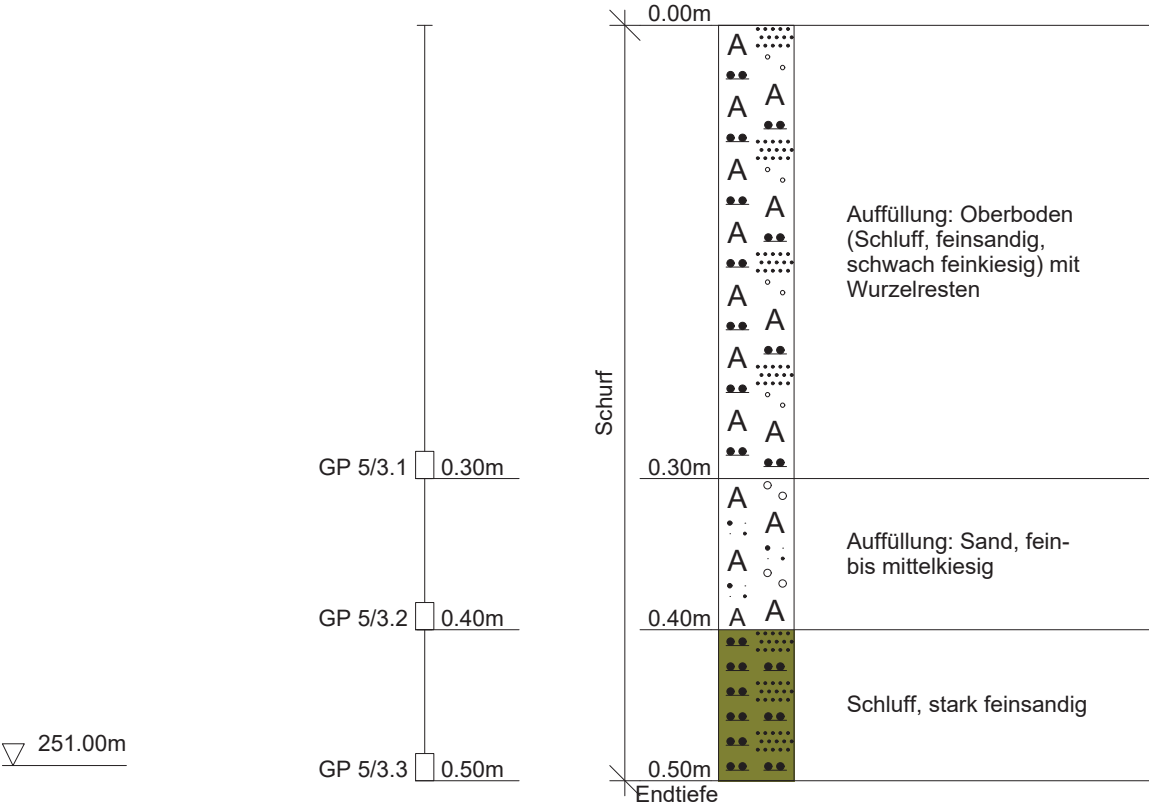 0.00m
A
A
A
A
A
A
A
A
A
A
A
Auffüllung: Oberboden
(Schluff, feinsandig,
schwach feinkiesig) mit
Wurzelresten
Schurf
GP 5/3.1 0.30m
0.30m
A
A
A
A
A
Auffüllung: Sand, fein-
bis mittelkiesig
GP 5/3.2 0.40m
0.40m
Schluff, stark feinsandig
251.00m
GP 5/3.3 0.50m
0.50m
Endtiefe